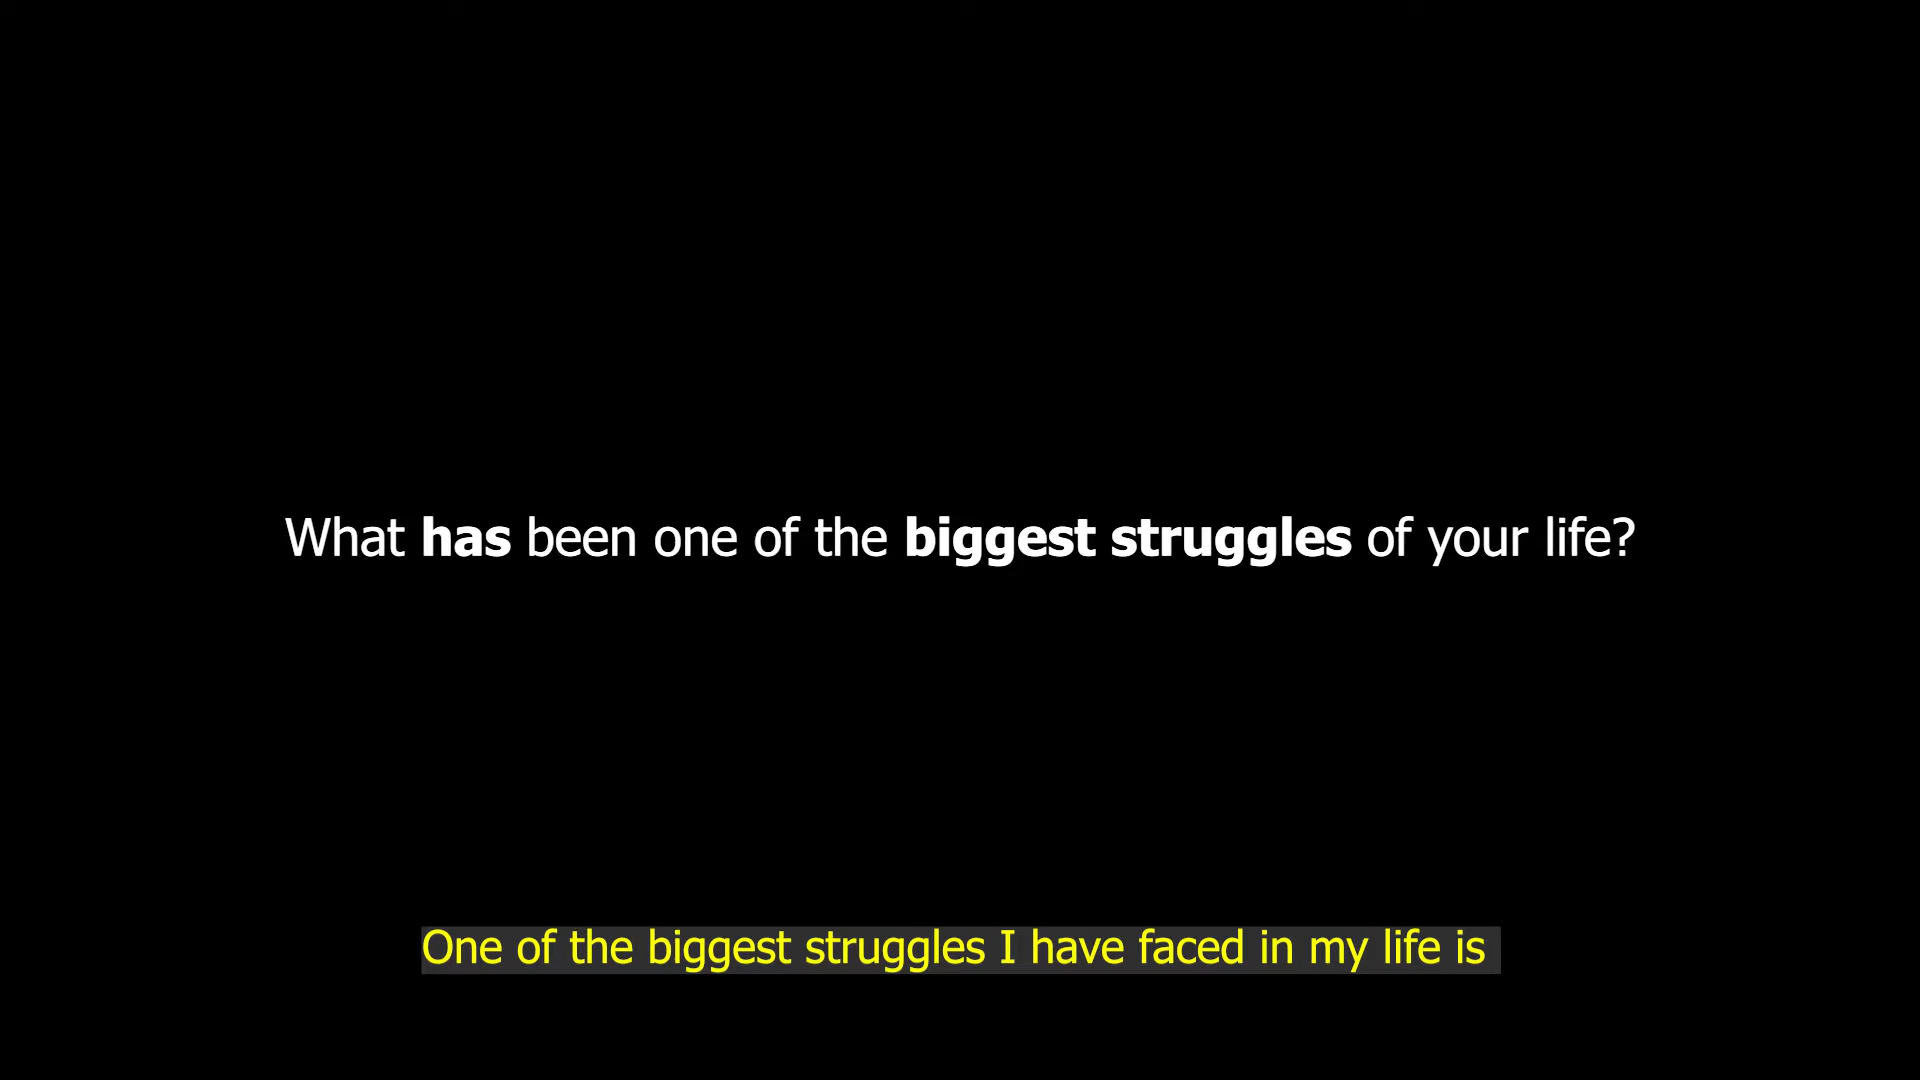 What has been one of the biggest struggles of your life?
One of the biggest struggles I have faced in my life is